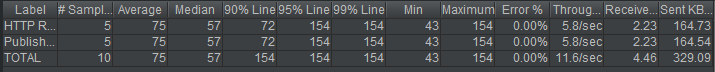 Label # Sampl... Average Median 90% Line 95% Line 99% Line Min Maximum Error % Throug... Receive... Sent KB...
HTTP R... 5 75 57 72 154 154 43 154 0.00% 5.8/sec 2.23 164.73
Publish... 5 75 57 72 154 154 43 154 0.00% 5.8/sec 2.23 164.54
TOTAL 10 75 57 154 154 154 43 154 0.00% 11.6/sec 4.46 329.09